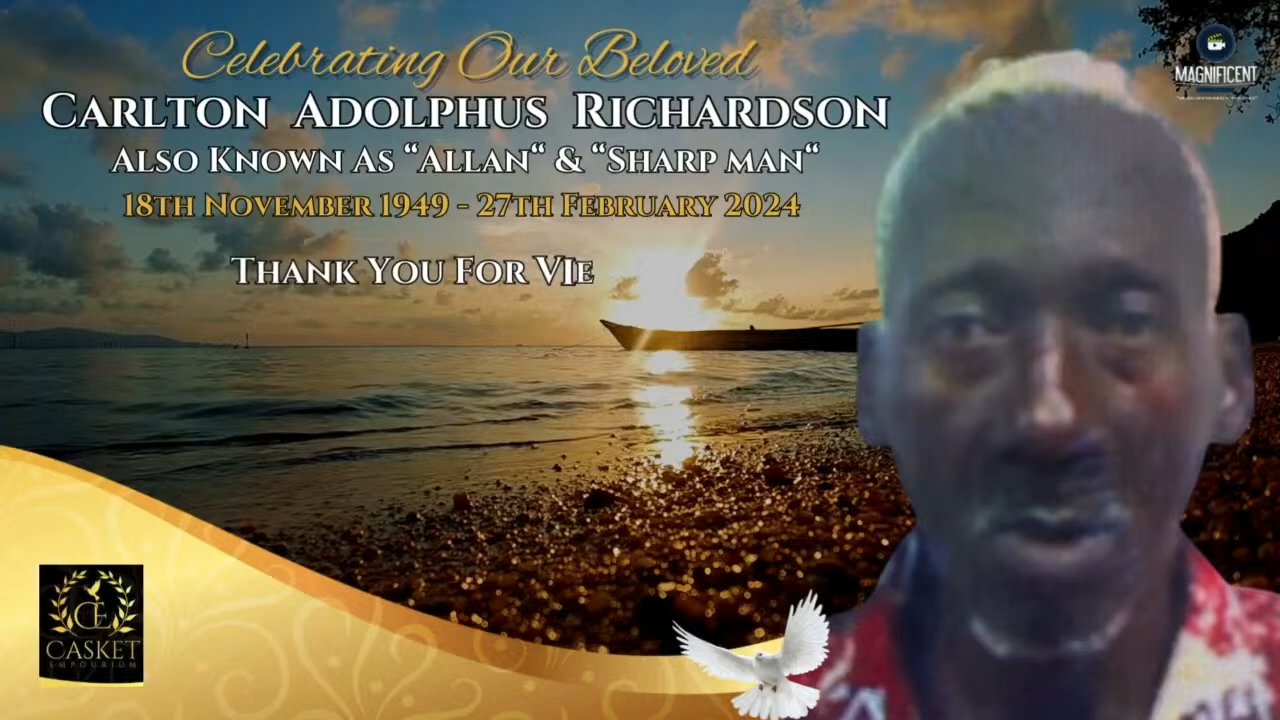 Celebrating Our Beloved
CARLTON ADOLPHUS RICHARDSON
ALSO KNOWN AS “ALLAN“ & “SHARP MAN“
18TH NOVEMBER 1949 - 27TH FEBRUARY 2024
THANK YOU FOR VIE
MAGNIFICENT
CE
CASKET
EMPOURIUM